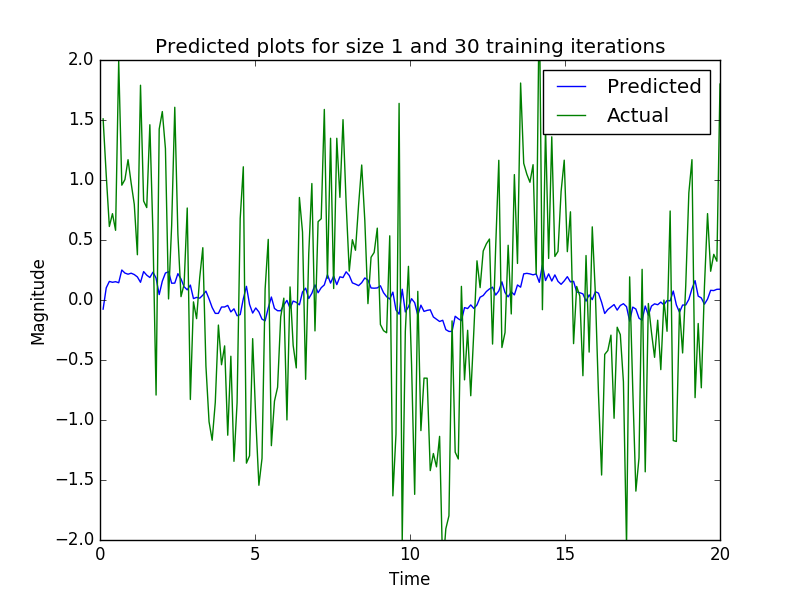 Predicted plots for size 1 and 30 training iterations
2.0
1.5
1.0
0.5
0.0
−0.5
−1.0
−1.5
−2.0
Magnitude
Predicted
Actual
0 5 10 15 20
Time